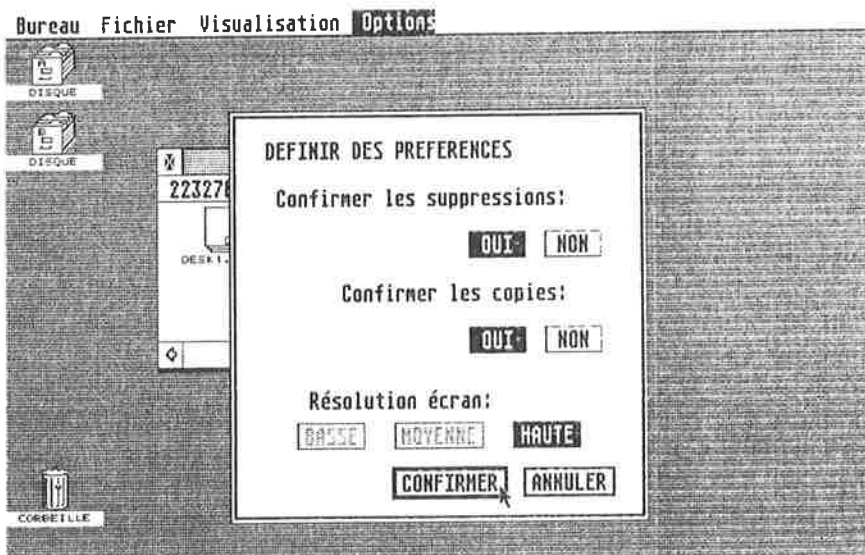 Bureau Fichier Visualisation Options
A
DISQUE
B
DISQUE
223278
DESK1.
DEFINIR DES PREFERENCES
Confirmer les suppressions:
OUI NON
Confirmer les copies:
OUI NON
Résolution écran:
BASSE MOYENNE HAUTE
CONFIRMER ANNULER
CORBEILLE